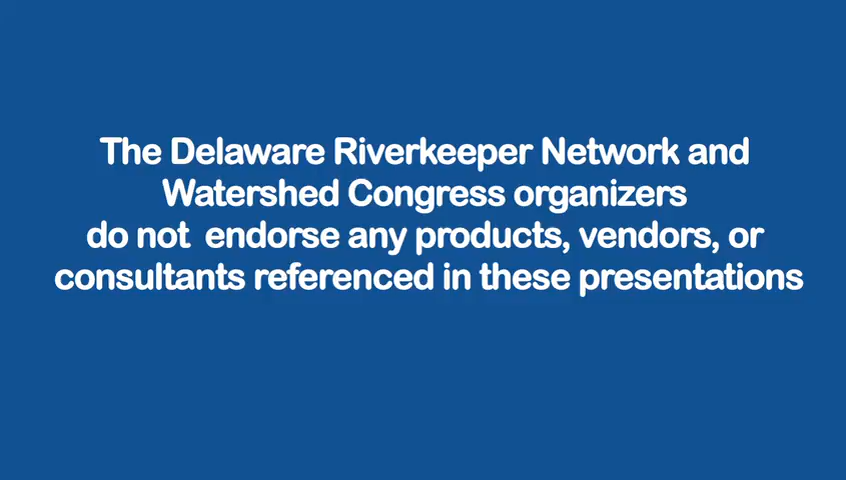 The Delaware Riverkeeper Network and
Watershed Congress organizers
do not  endorse any products, vendors, or
consultants referenced in these presentations